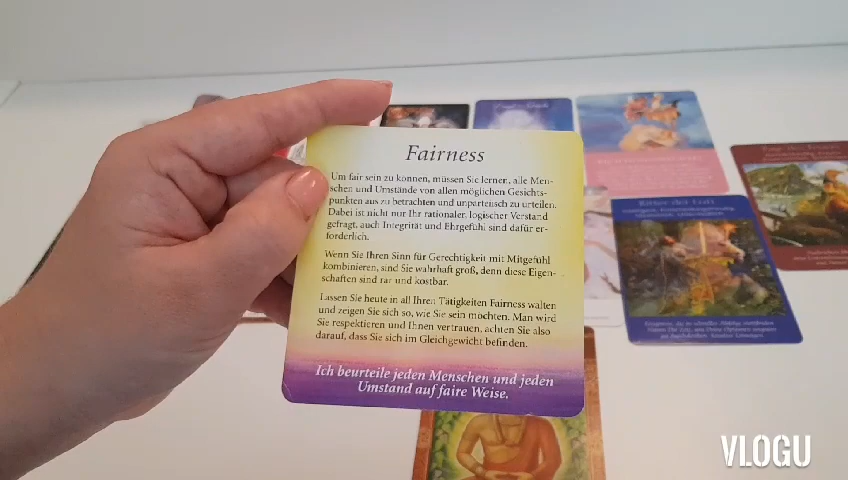 Fairness
Um fair sein zu können, müssen Sie lernen, alle Men-
schen und Umstände von allen möglichen Gesichts-
punkten aus zu betrachten und unparteiisch zu urteilen.
Dabei ist nicht nur Ihr rationaler, logischer Verstand
gefragt, auch Integrität und Ehrgefühl sind dafür er-
forderlich.
Wenn Sie Ihren Sinn für Gerechtigkeit mit Mitgefühl
kombinieren, sind Sie wahrhaft groß, denn diese Eigen-
schaften sind rar und kostbar.
Lassen Sie heute in all Ihren Tätigkeiten Fairness walten
und zeigen Sie sich so, wie Sie sein möchten. Man wird
Sie respektieren und Ihnen vertrauen, achten Sie also
darauf, dass Sie sich im Gleichgewicht befinden.
Ich beurteile jeden Menschen und jeden
Umstand auf faire Weise.
Ritter der Luft
VLOGU